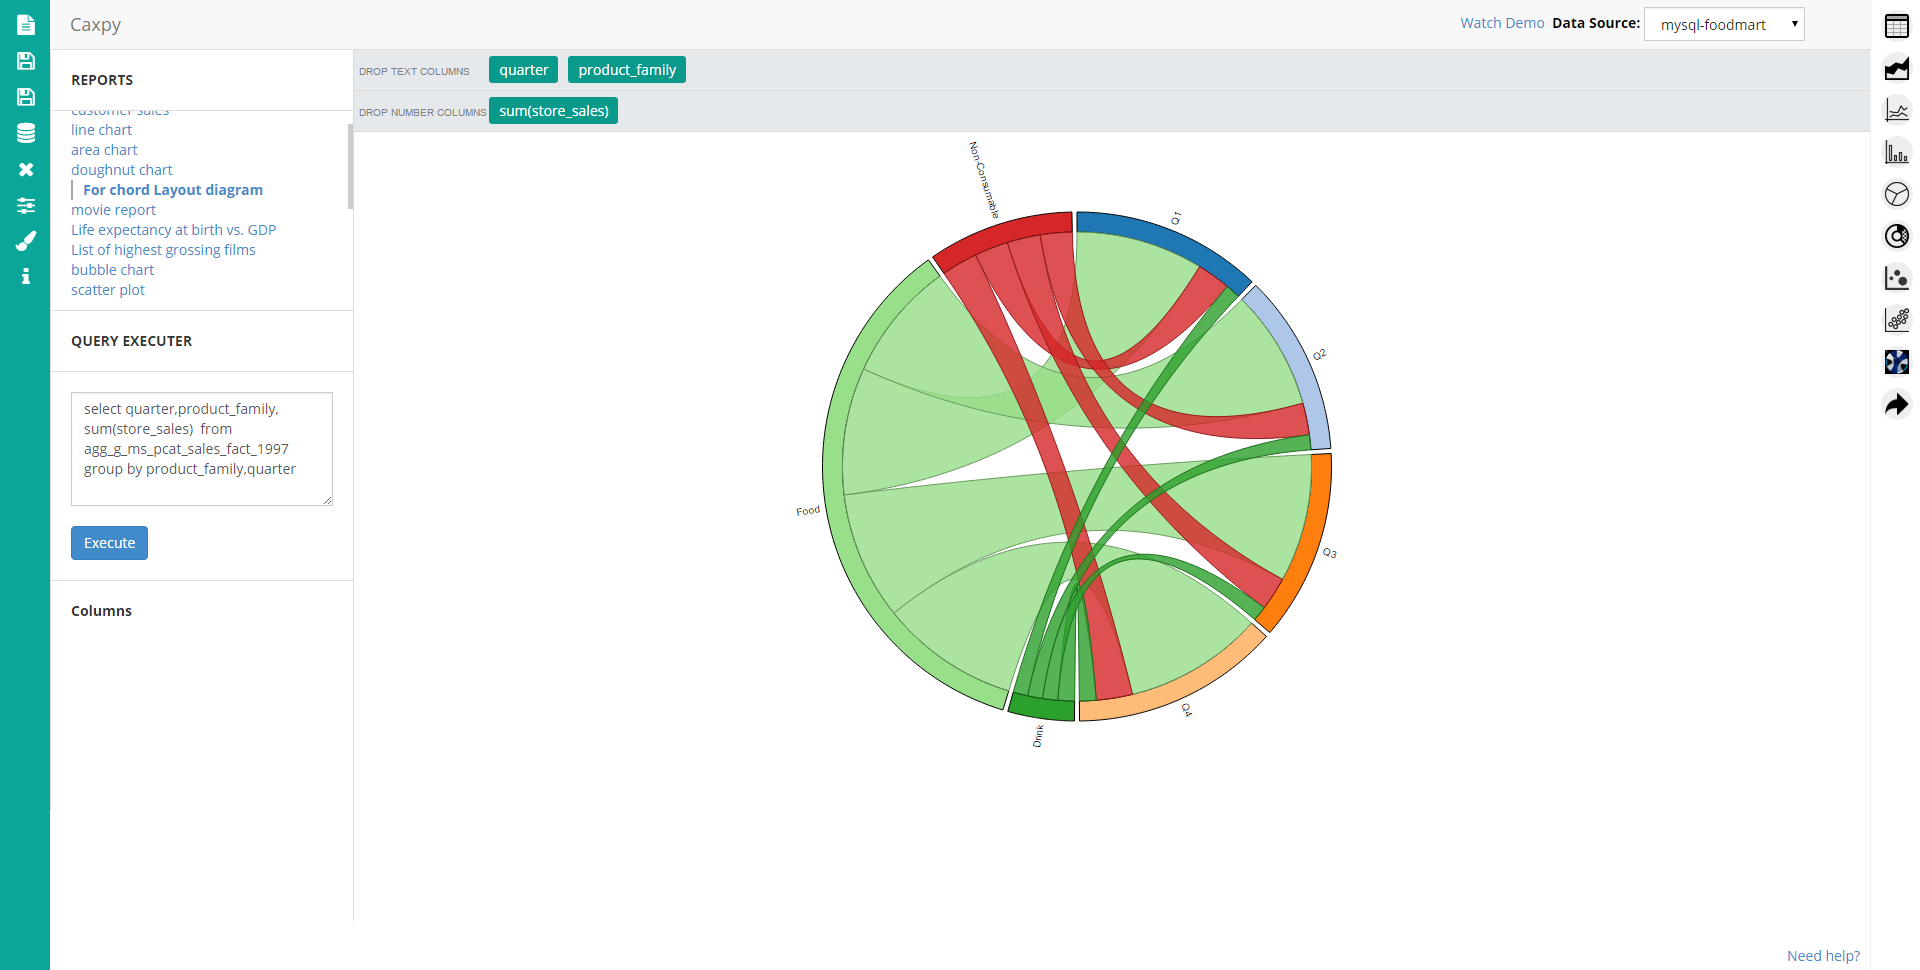 Caxpy
Watch Demo Data Source: mysql-foodmart
REPORTS
customer sales
line chart
area chart
doughnut chart
For chord Layout diagram
movie report
Life expectancy at birth vs. GDP
List of highest grossing films
bubble chart
scatter plot
QUERY EXECUTER
select quarter,product_family,
sum(store_sales)  from
agg_g_ms_pcat_sales_fact_1997
group by product_family,quarter
Execute
Columns
DROP TEXT COLUMNS quarter product_family
DROP NUMBER COLUMNS sum(store_sales)
Non-Consumable
Q1
Q2
Food
Q3
Q4
Drink
Need help?